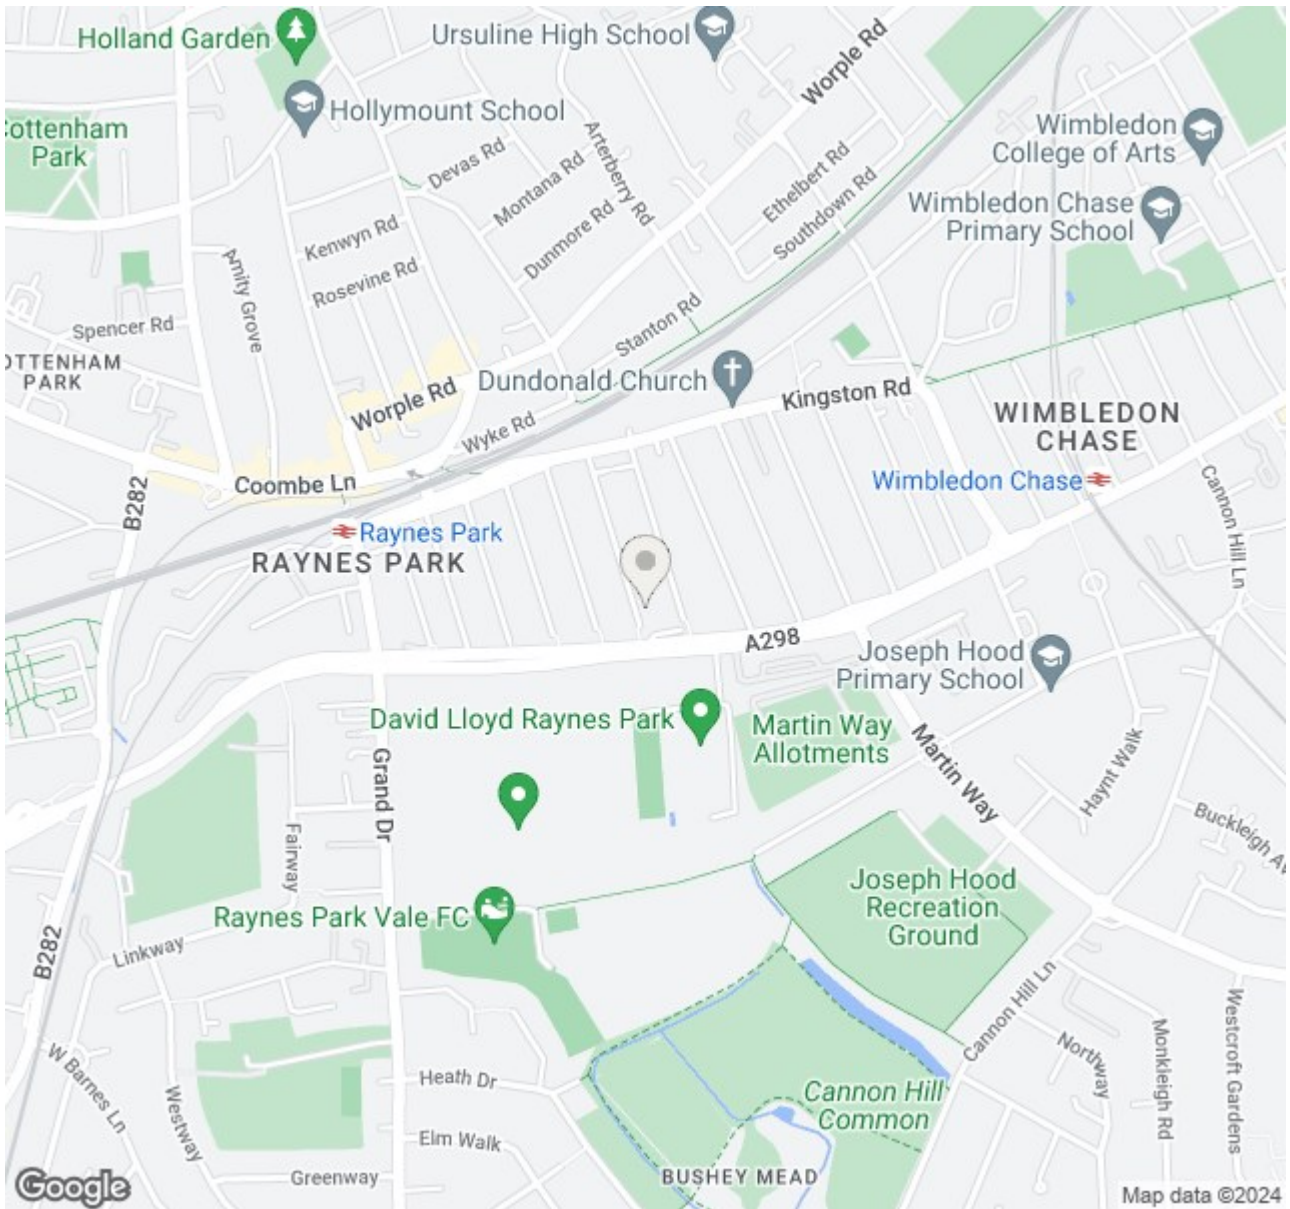 Holland Garden
Ursuline High School
Worple Rd
Hollymount School
Cottenham
Park
Wimbledon
College of Arts
Devas Rd
Arterberry Rd
Montana Rd
Ethelbert Rd
Southdown Rd
Wimbledon Chase
Primary School
Kenwyn Rd
Dunmore Rd
Amity Grove
Rosevine Rd
Spencer Rd
Stanton Rd
OTTENHAM
PARK
Dundonald Church
Kingston Rd
Worple Rd
WIMBLEDON
CHASE
Wyke Rd
Coombe Ln
Wimbledon Chase
B282
Cannon Hill Ln
Raynes Park
RAYNES PARK
A298
Joseph Hood
Primary School
David Lloyd Raynes Park
Martin Way
Allotments
Grand Dr
Martin Way
Haynt Walk
Fairway
Buckleigh Av
Joseph Hood
Recreation
Ground
Raynes Park Vale FC
Linkway
B282
Cannon Hill Ln
Westcroft Gardens
Monkleigh Rd
Northway
W Barnes Ln
Westway
Heath Dr
Cannon Hill
Common
Elm Walk
BUSHEY MEAD
Greenway
Google
Map data ©2024